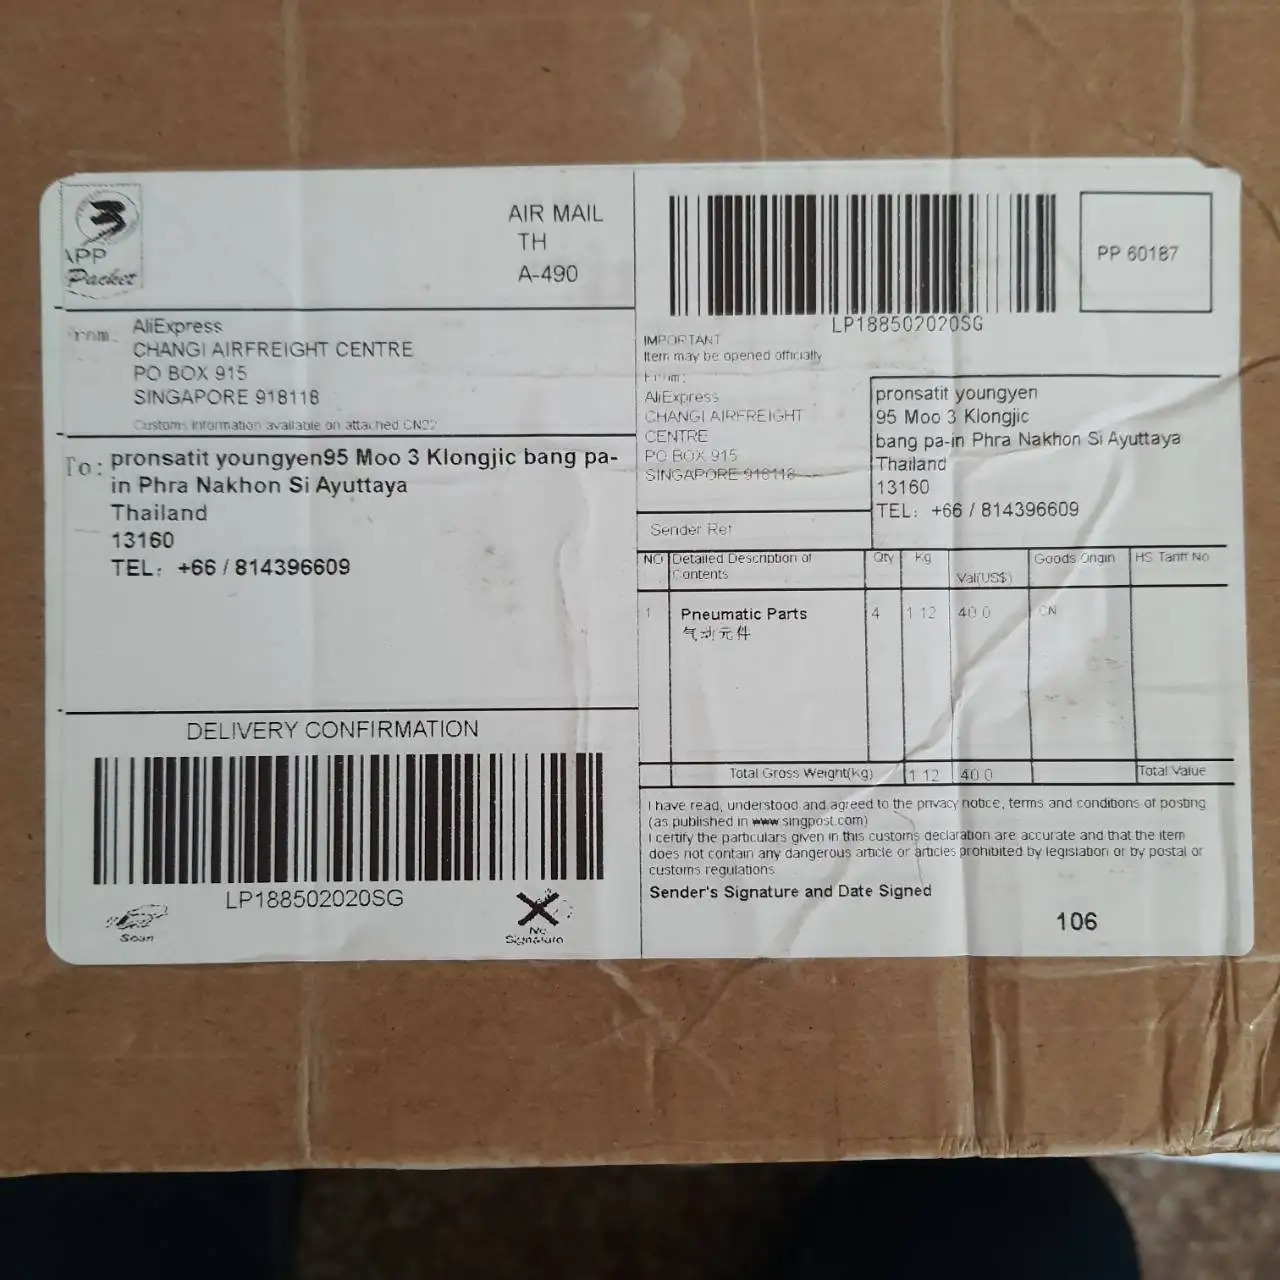 APP
Packet
AIR MAIL
TH
A-490
From: AliExpress
CHANGI AIRFREIGHT CENTRE
PO BOX 915
SINGAPORE 918118
Customs information available on attached CN22
To: pronsatit youngyen95 Moo 3 Klongjic bang pa-
in Phra Nakhon Si Ayuttaya
Thailand
13160
TEL: +66 / 814396609
DELIVERY CONFIRMATION
LP188502020SG
Scan
No
Signature
LP188502020SG
PP 60187
IMPORTANT
Item may be opened officially
From:
AliExpress
CHANGI AIRFREIGHT
CENTRE
PO BOX 915
SINGAPORE 918118
Sender Ref
pronsatit youngyen
95 Moo 3 Klongjic
bang pa-in Phra Nakhon Si Ayuttaya
Thailand
13160
TEL: +66 / 814396609
NO Detailed Description of Contents Qty Kg Val(US$) Goods Origin HS Tariff No
1 Pneumatic Parts 4 1.12 40.0 CN
气动元件
Total Gross Weight(kg) 1.12 40.0 Total Value
I have read, understood and agreed to the privacy notice, terms and conditions of posting
(as published in www.singpost.com)
I certify the particulars given in this customs declaration are accurate and that the item
does not contain any dangerous article or articles prohibited by legislation or by postal or
customs regulations
Sender's Signature and Date Signed
106